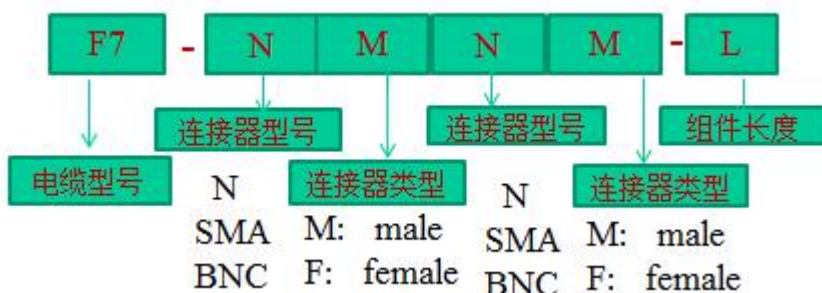 F7 - N M N M - L
连接器型号 连接器型号 组件长度
电缆型号 N 连接器类型 N 连接器类型
SMA M: male SMA M: male
BNC F: female BNC F: female